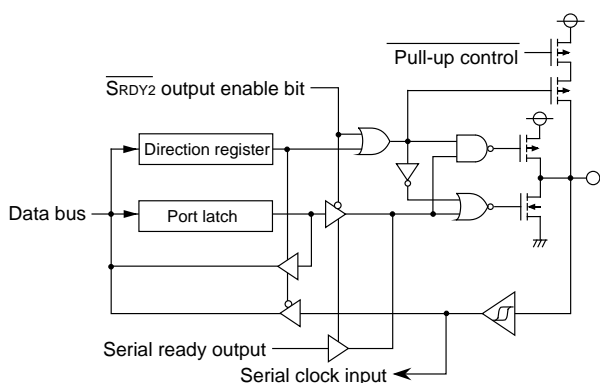 Pull-up control
SRDY2 output enable bit
Direction register
Data bus
Port latch
Serial ready output
Serial clock input